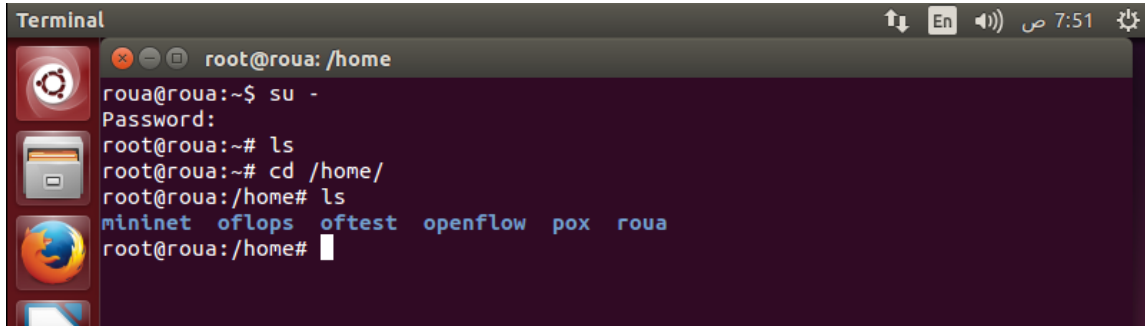 Terminal
En
7:51 ص
root@roua: /home
roua@roua:~$ su -
Password:
root@roua:~# ls
root@roua:~# cd /home/
root@roua:/home# ls
mininet oflops oftest openflow pox roua
root@roua:/home#